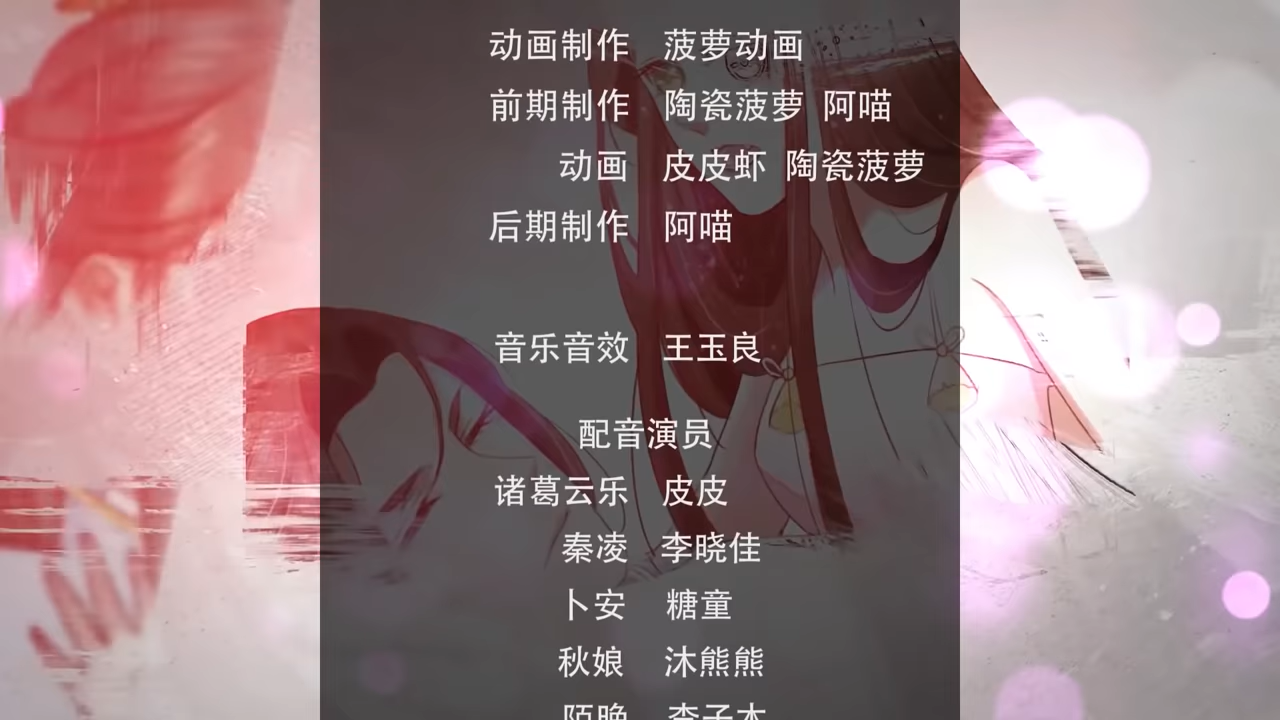 动画制作 菠萝动画
前期制作 陶瓷菠萝 阿喵
动画 皮皮虾 陶瓷菠萝
后期制作 阿喵
音乐音效 王玉良
配音演员
诸葛云乐 皮皮
秦凌 李晓佳
卜安 糖童
秋娘 沐熊熊
陌晚